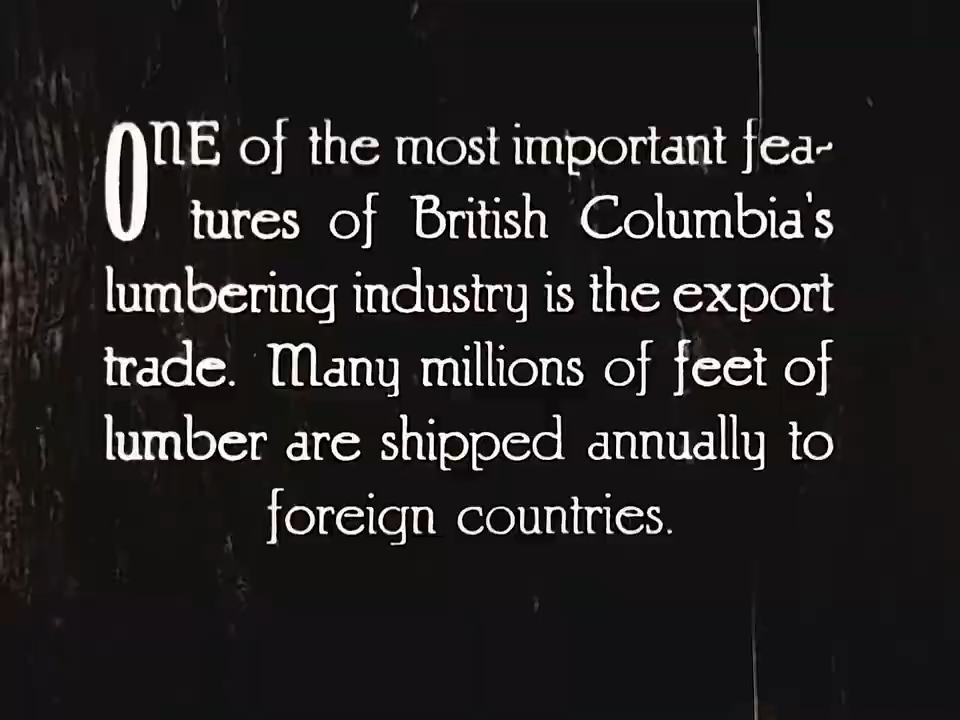 ONE of the most important fea-
tures of British Columbia's
lumbering industry is the export
trade. Many millions of feet of
lumber are shipped annually to
foreign countries.